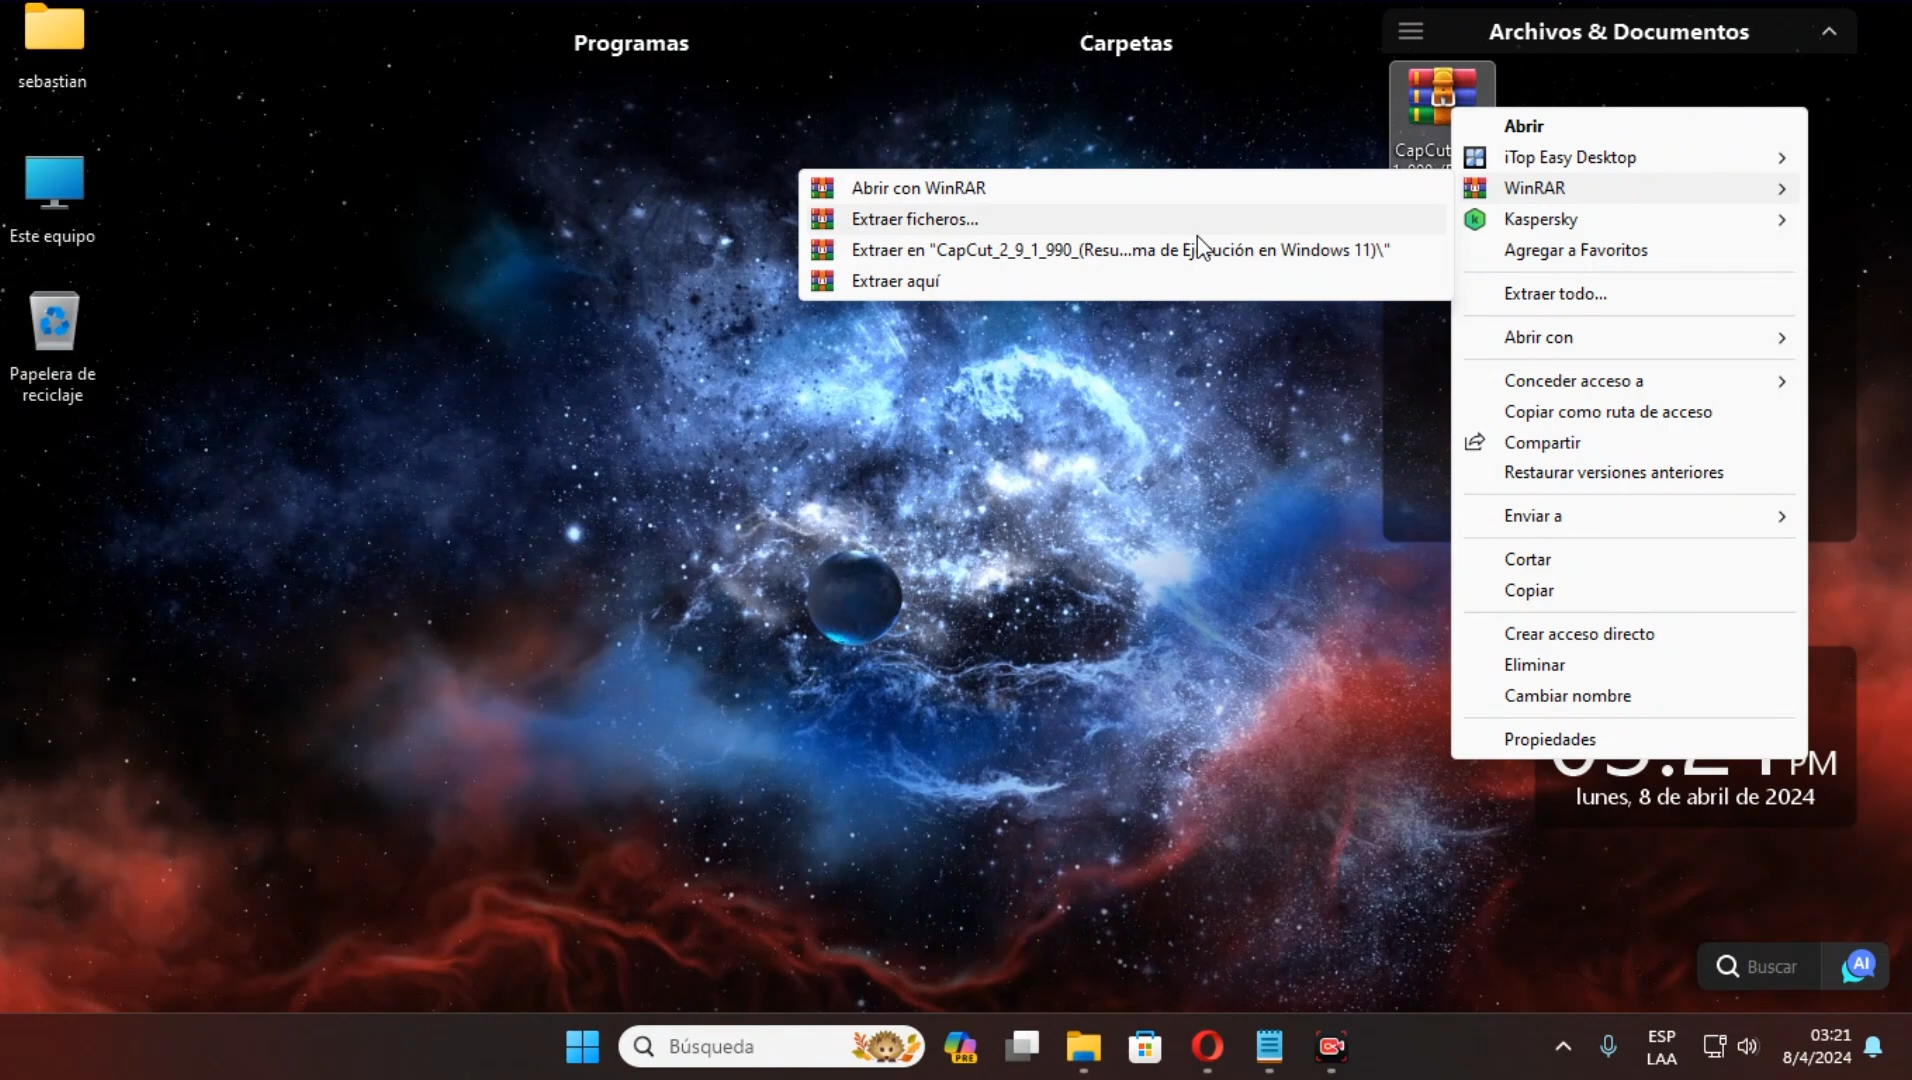 sebastian
Este equipo
Papelera de
reciclaje
Programas
Carpetas
Archivos & Documentos
CapCut
Abrir
iTop Easy Desktop
WinRAR
Kaspersky
Agregar a Favoritos
Extraer todo...
Abrir con
Conceder acceso a
Copiar como ruta de acceso
Compartir
Restaurar versiones anteriores
Enviar a
Cortar
Copiar
Crear acceso directo
Eliminar
Cambiar nombre
Propiedades
Abrir con WinRAR
Extraer ficheros...
Extraer en "CapCut_2_9_1_990_(Resu...ma de Ejecución en Windows 11)\"
Extraer aquí
PM
lunes, 8 de abril de 2024
Buscar
AI
Búsqueda
PRE
ESP
LAA
03:21
8/4/2024